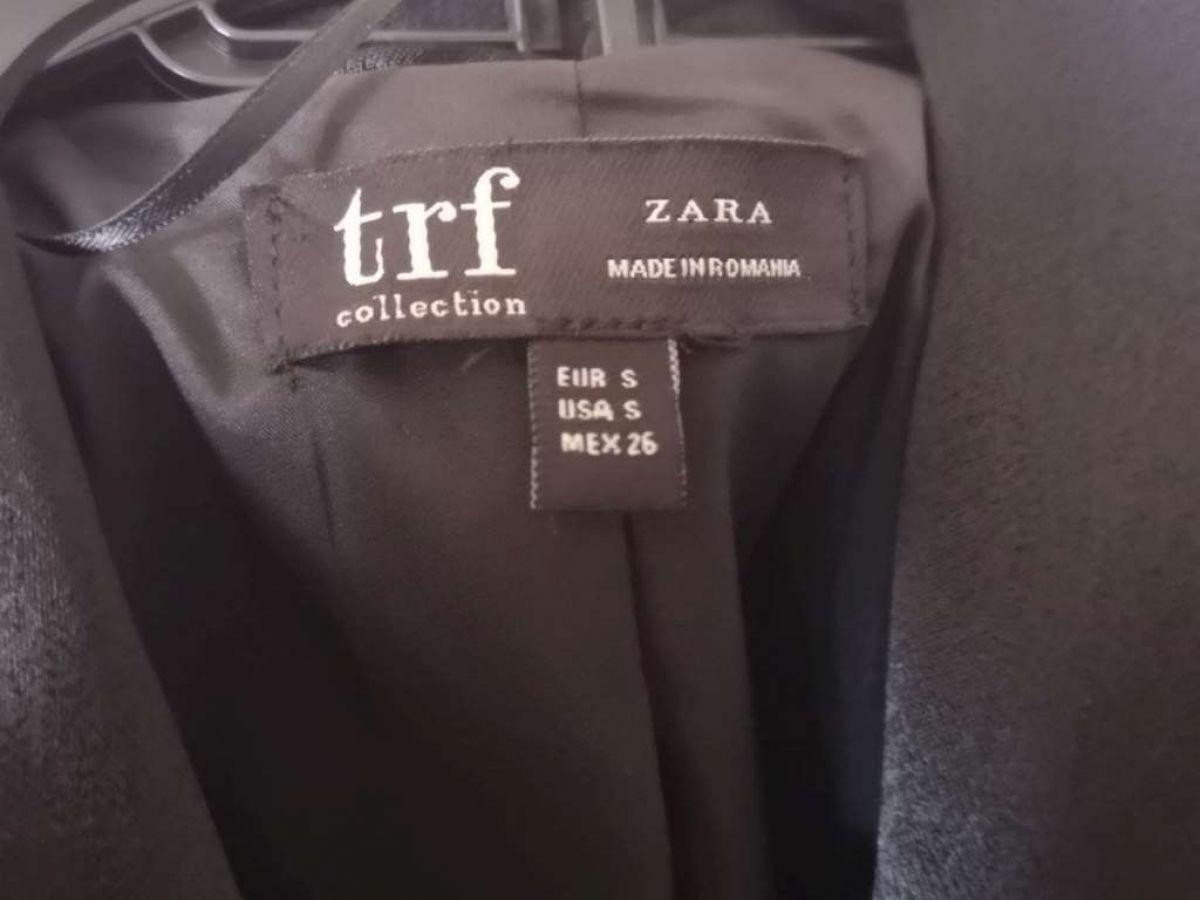 trf
collection
ZARA
MADE IN ROMANIA
EUR S
USA S
MEX 26